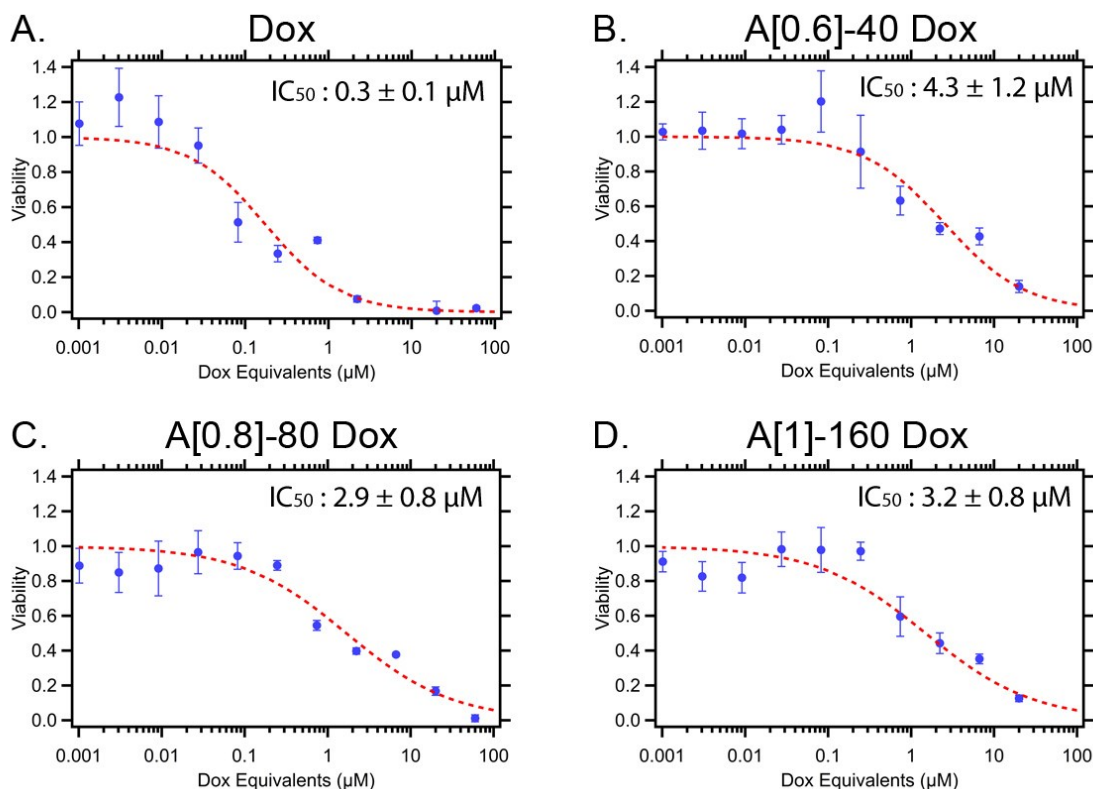 A. Dox
IC50 : 0.3 ± 0.1 µM
Viability
1.4
1.2
1.0
0.8
0.6
0.4
0.2
0.0
0.001 0.01 0.1 1 10 100
Dox Equivalents (µM)
B. A[0.6]-40 Dox
IC50 : 4.3 ± 1.2 µM
Viability
1.4
1.2
1.0
0.8
0.6
0.4
0.2
0.0
0.001 0.01 0.1 1 10 100
Dox Equivalents (µM)
C. A[0.8]-80 Dox
IC50 : 2.9 ± 0.8 µM
Viability
1.4
1.2
1.0
0.8
0.6
0.4
0.2
0.0
0.001 0.01 0.1 1 10 100
Dox Equivalents (µM)
D. A[1]-160 Dox
IC50 : 3.2 ± 0.8 µM
Viability
1.4
1.2
1.0
0.8
0.6
0.4
0.2
0.0
0.001 0.01 0.1 1 10 100
Dox Equivalents (µM)